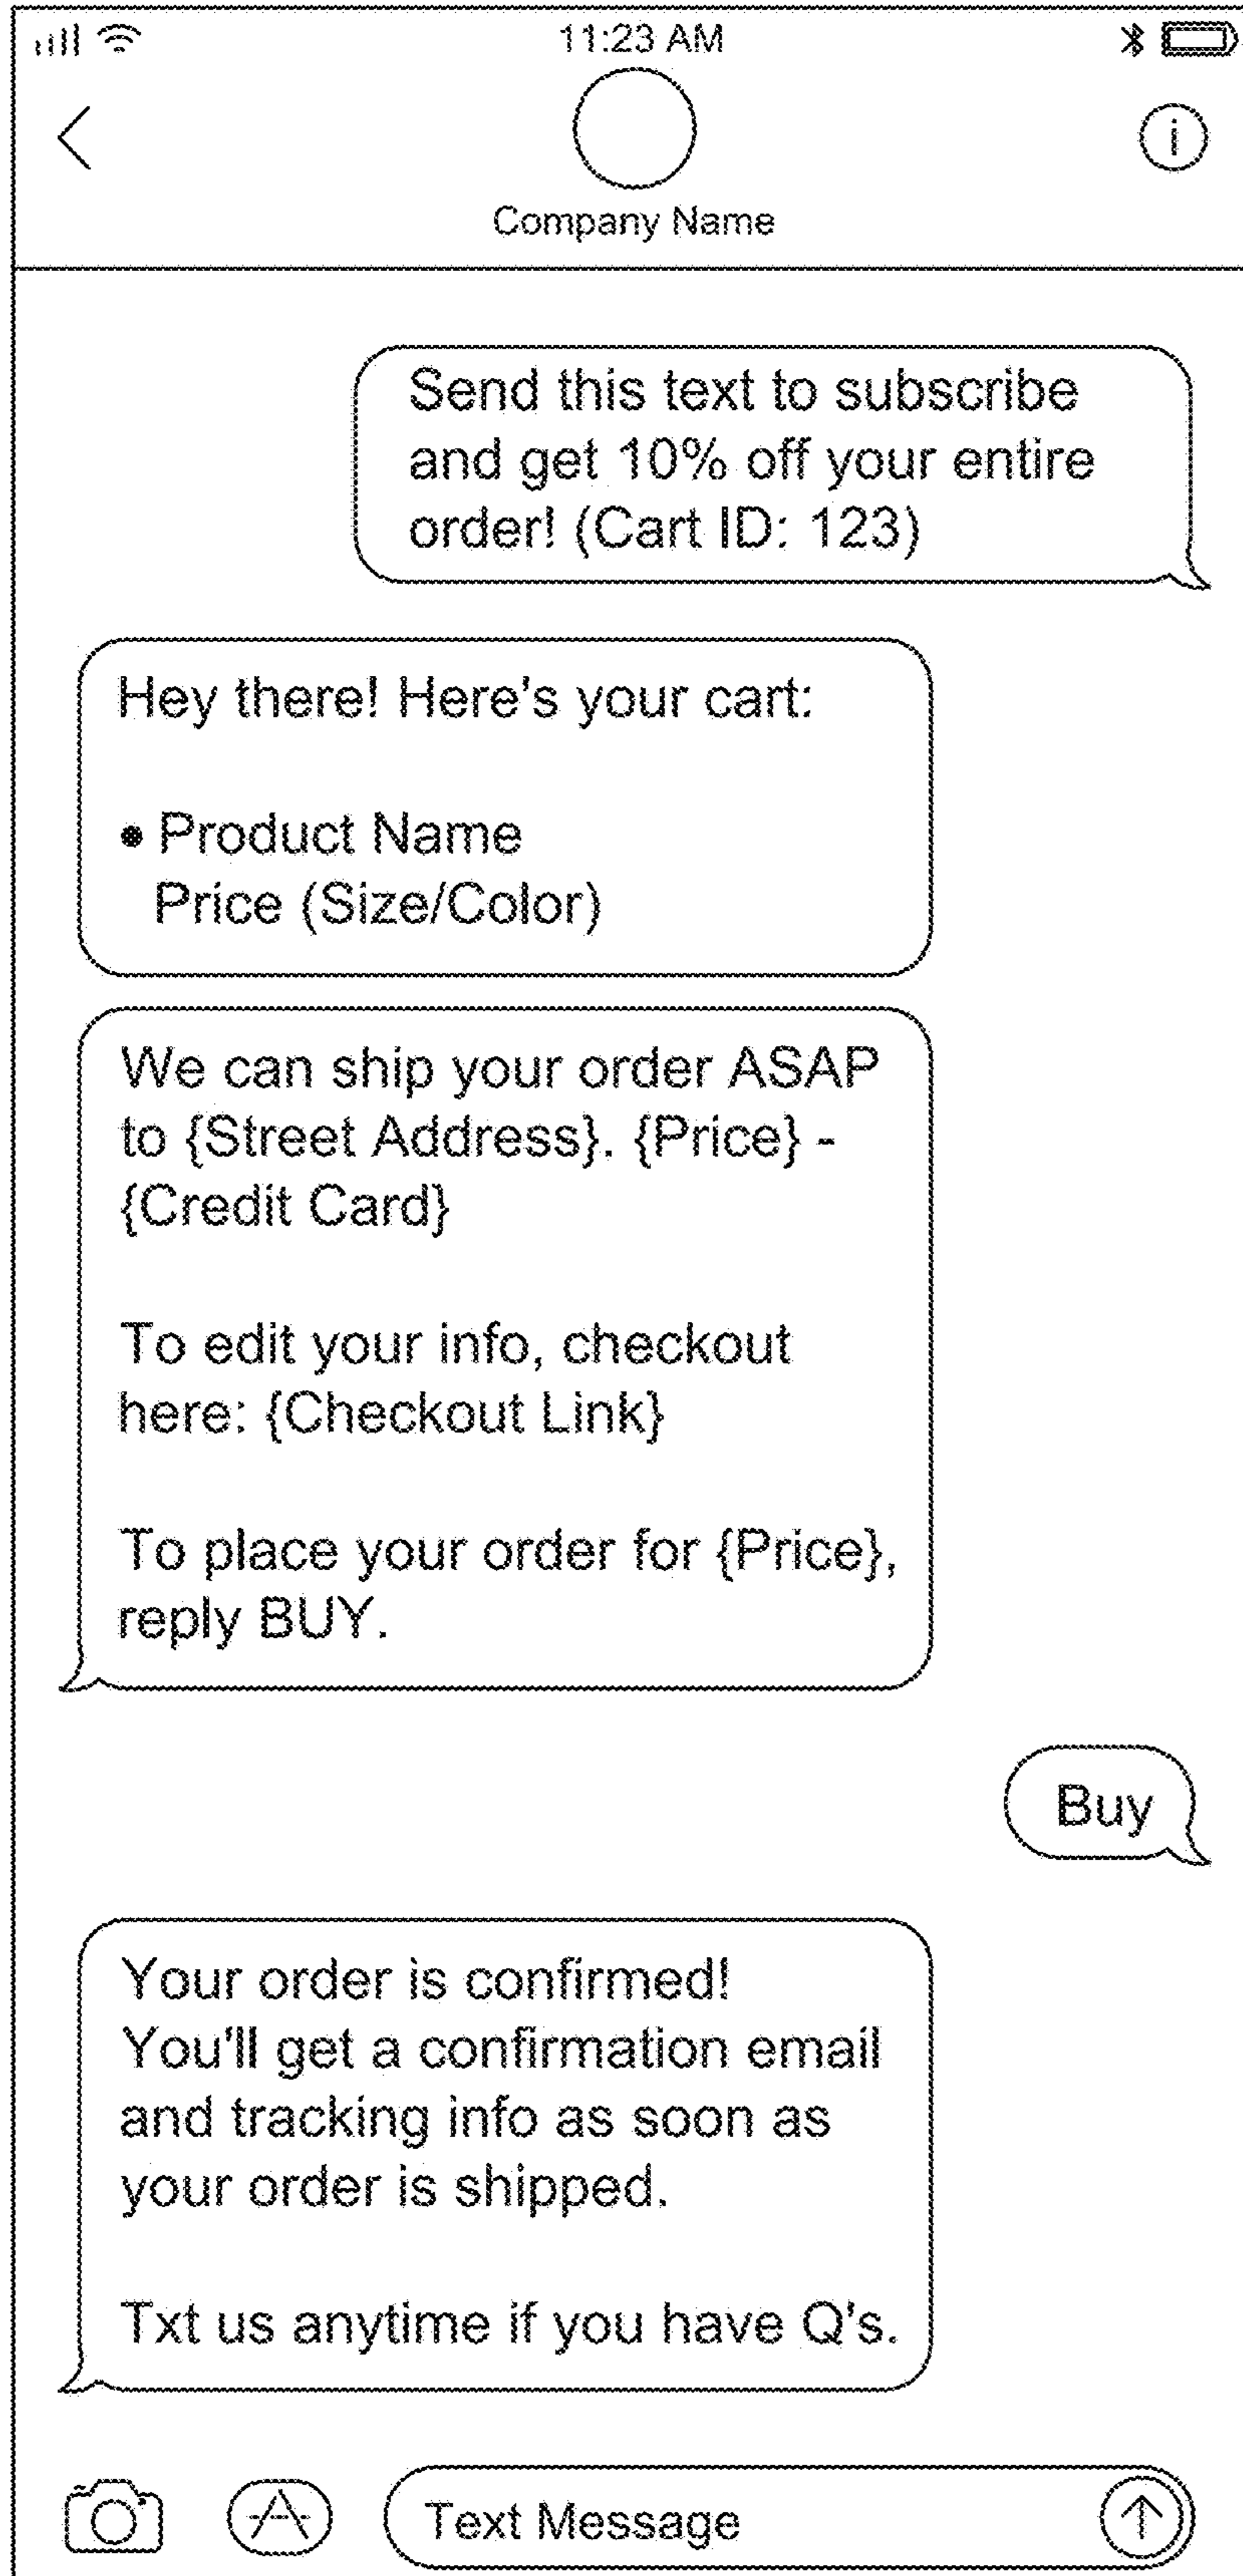 11:23 AM
i
Company Name
Send this text to subscribe
and get 10% off your entire
order! (Cart ID: 123)
Hey there! Here's your cart:
• Product Name
Price (Size/Color)
We can ship your order ASAP
to {Street Address}. {Price} -
{Credit Card}
To edit your info, checkout
here: {Checkout Link}
To place your order for {Price},
reply BUY.
Buy
Your order is confirmed!
You'll get a confirmation email
and tracking info as soon as
your order is shipped.
Txt us anytime if you have Q's.
Text Message